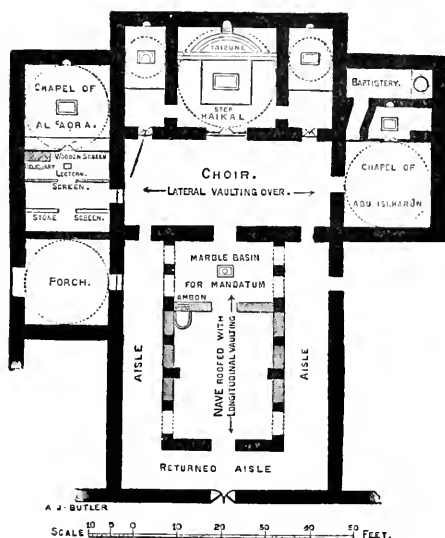 TRIBUNE
STEP
HAIKAL
CHAPEL OF
AL 'ADRA.
BAPTISTERY.
WOODEN SCREEN
RELIQUARY
LECTERN.
SCREEN.
STONE SCREEN.
CHOIR.
LATERAL VAULTING OVER.
CHAPEL OF
PORCH.
MARBLE BASIN
FOR MANDATUM
AMBON
NAVE ROOFED WITH
LONGITUDINAL VAULTING
AISLE
AISLE
RETURNED AISLE
A. J. BUTLER
SCALE 10 5 0 10 20 30 40 50 FEET.